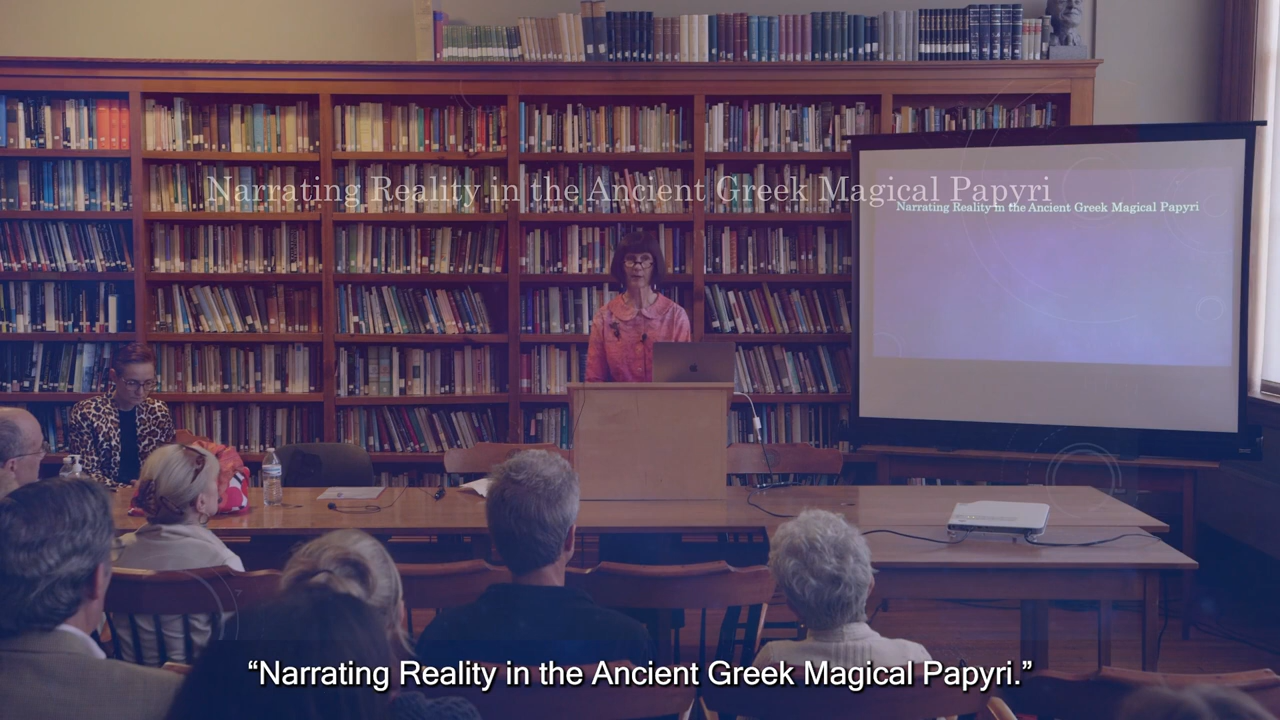 Narrating Reality in the Ancient Greek Magical Papyri
Narrating Reality in the Ancient Greek Magical Papyri
“Narrating Reality in the Ancient Greek Magical Papyri.”